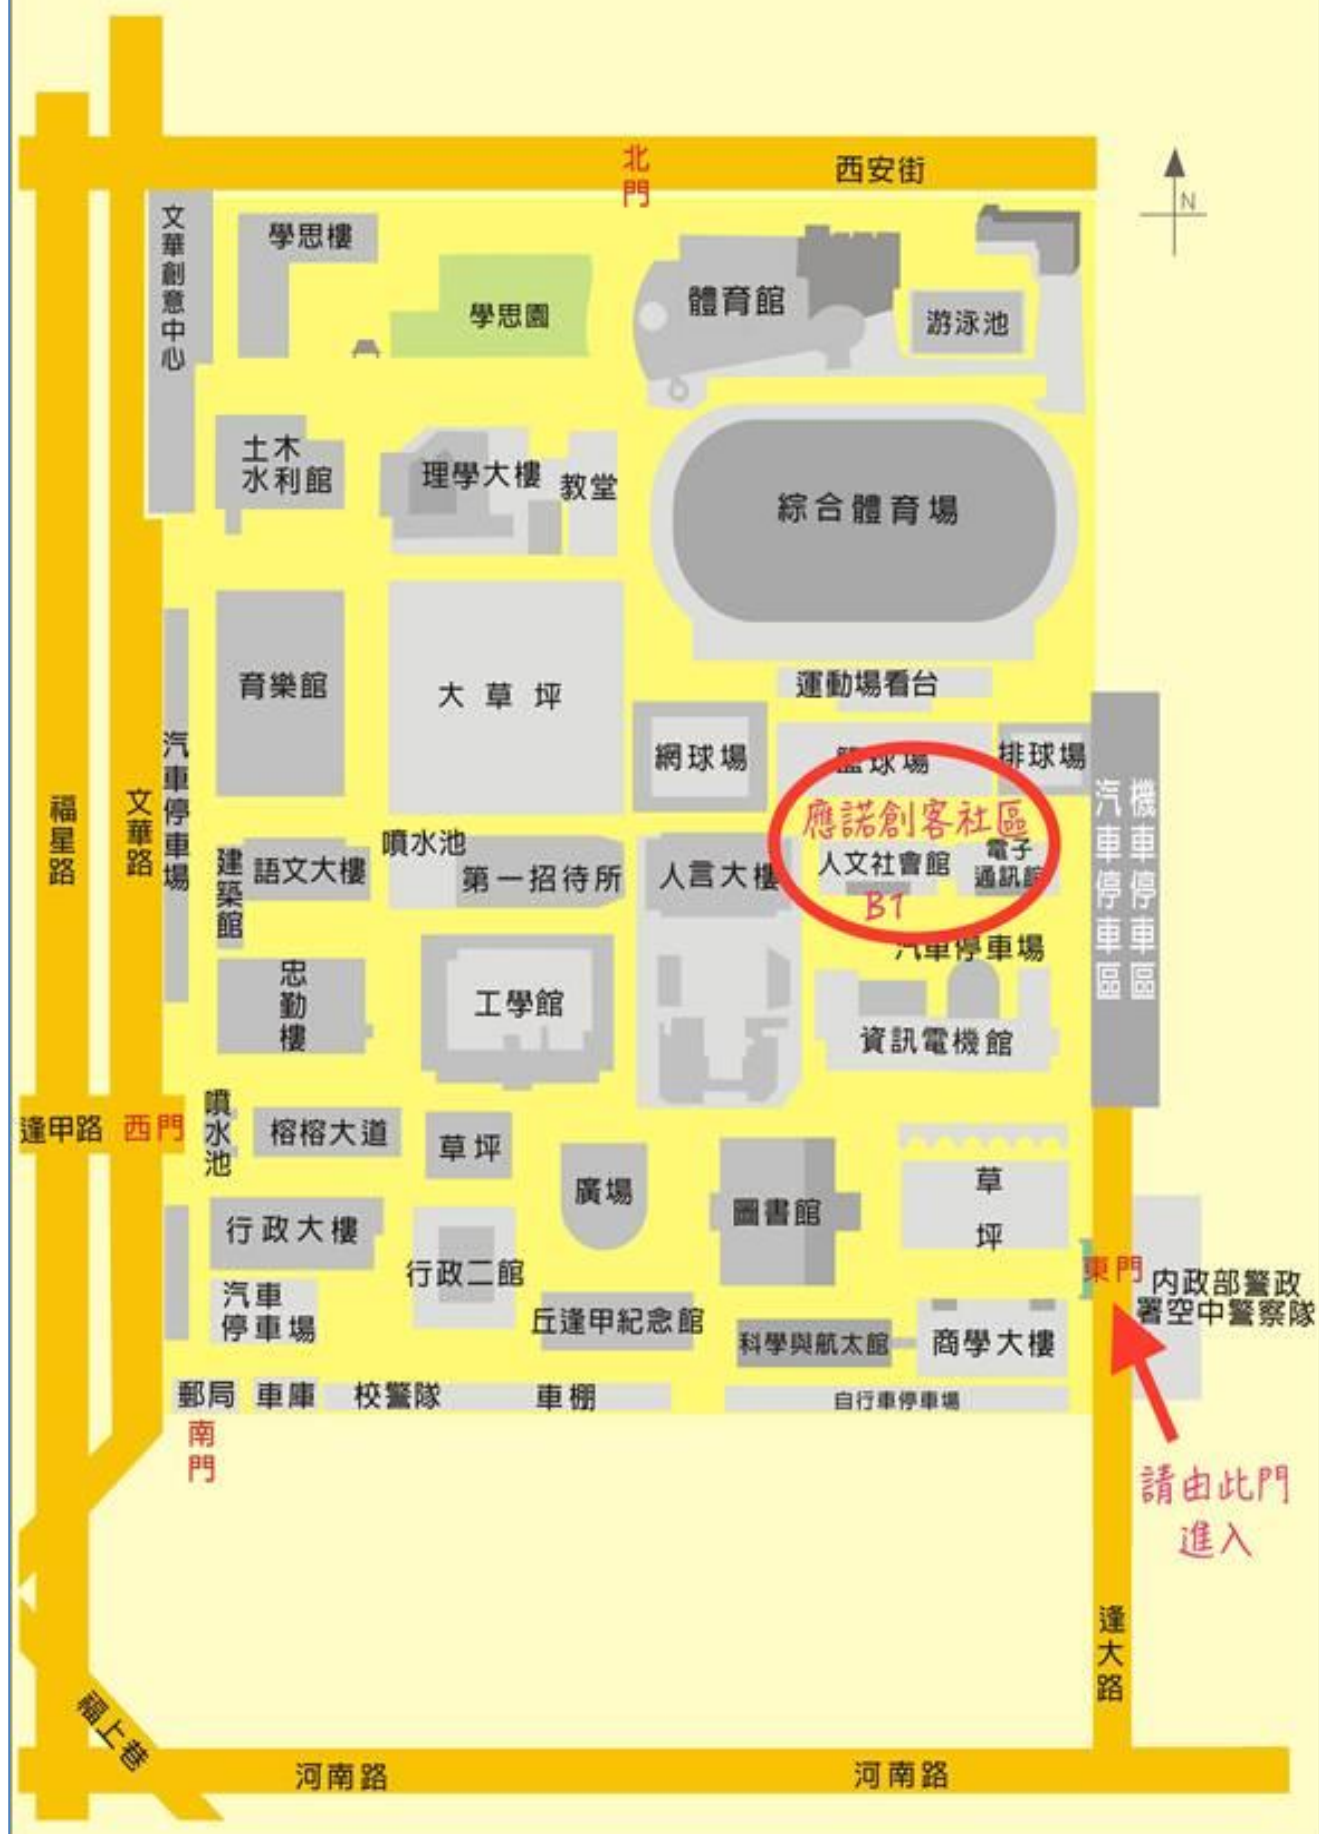 北
門
西安街
N
文華創意中心
學思樓
學思園
體育館
游泳池
土木
水利館
理學大樓
教堂
綜合體育場
育樂館
大草坪
運動場看台
網球場
籃球場
排球場
汽車停車場
福星路
文華路
應諾創客社區
人文社會館
B1
電子
通訊館
機車停車區
汽車停車區
建築館
語文大樓
噴水池
第一招待所
人言大樓
汽車停車場
忠勤樓
工學館
資訊電機館
逢甲路
西門
噴水池
榕榕大道
草坪
廣場
圖書館
草坪
行政大樓
行政二館
東門
內政部警政
署空中警察隊
汽車
停車場
丘逢甲紀念館
科學與航太館
商學大樓
郵局
車庫
校警隊
車棚
自行車停車場
南門
請由此門
進入
逢大路
福上巷
河南路
河南路